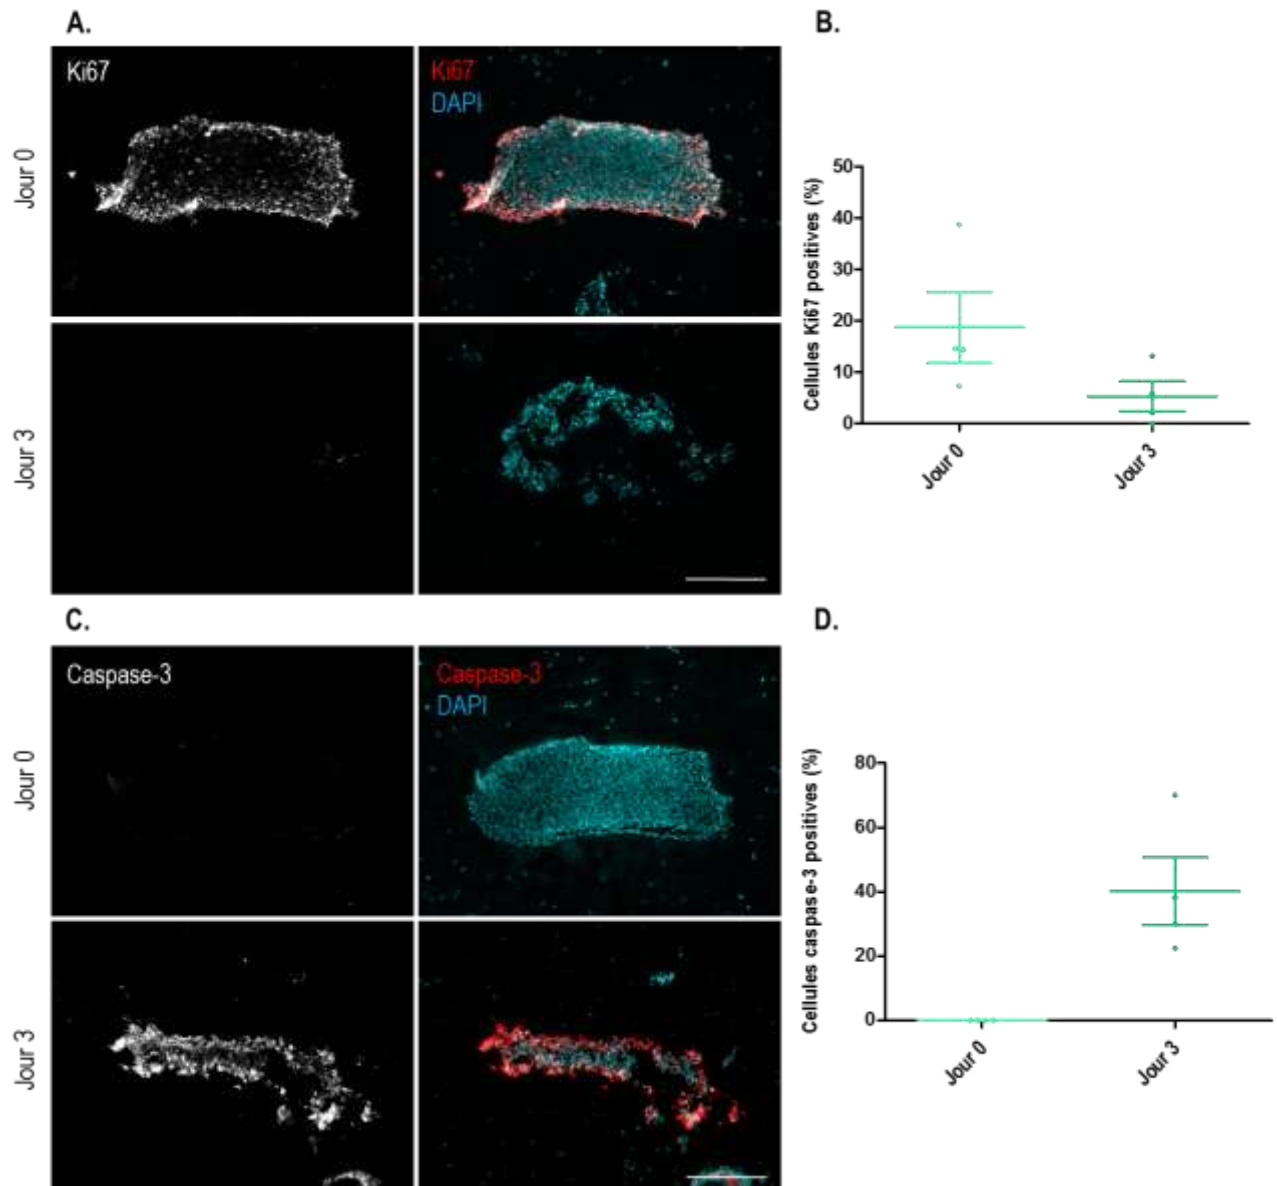 A.
B.
Ki67
Ki67
DAPI
Jour 0
Jour 3
Cellules Ki67 positives (%)
50
40
30
20
10
0
Jour 0
Jour 3
C.
D.
Caspase-3
Caspase-3
DAPI
Jour 0
Jour 3
Cellules caspase-3 positives (%)
80
60
40
20
0
Jour 0
Jour 3